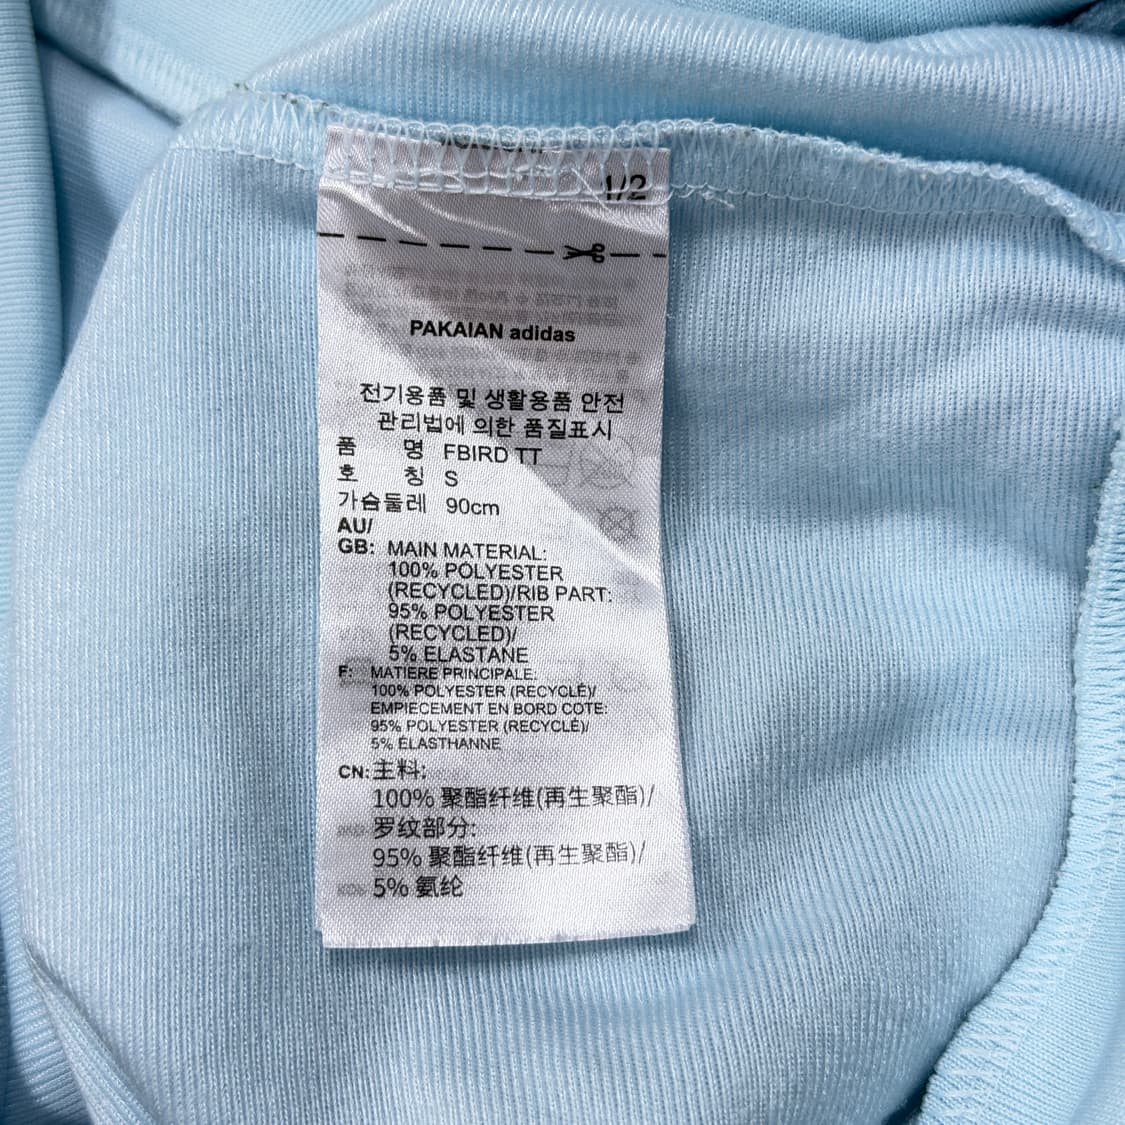 1/2
PAKAIAN adidas
전기용품 및 생활용품 안전
관리법에 의한 품질표시
품 명 FBIRD TT
호 칭 S
가슴둘레 90cm
AU/
GB: MAIN MATERIAL:
100% POLYESTER
(RECYCLED)/RIB PART:
95% POLYESTER
(RECYCLED)/
5% ELASTANE
F: MATIERE PRINCIPALE:
100% POLYESTER (RECYCLÉ)/
EMPIECEMENT EN BORD COTE:
95% POLYESTER (RECYCLÉ)/
5% ÉLASTHANNE
CN: 主料:
100% 聚酯纤维(再生聚酯)/
罗纹部分:
95% 聚酯纤维(再生聚酯)/
5% 氨纶